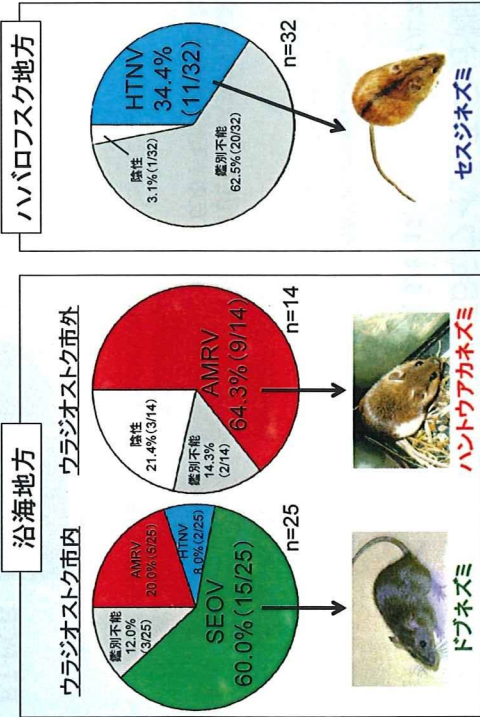 沿海地方
ウラジオストク市内
鑑別不能
12.0%
(3/25)
AMRV
20.0%(5/25)
HTNV
8.0%(2/25)
SEOV
60.0%(15/25)
n=25
ドブネズミ
ウラジオストク市外
陰性
21.4%(3/14)
鑑別不能
14.3%
(2/14)
AMRV
64.3%(9/14)
n=14
ハントウアカネズミ
ハバロフスク地方
HTNV
34.4%
(11/32)
陰性
3.1%(1/32)
鑑別不能
62.5%(20/32)
n=32
セスジネズミ